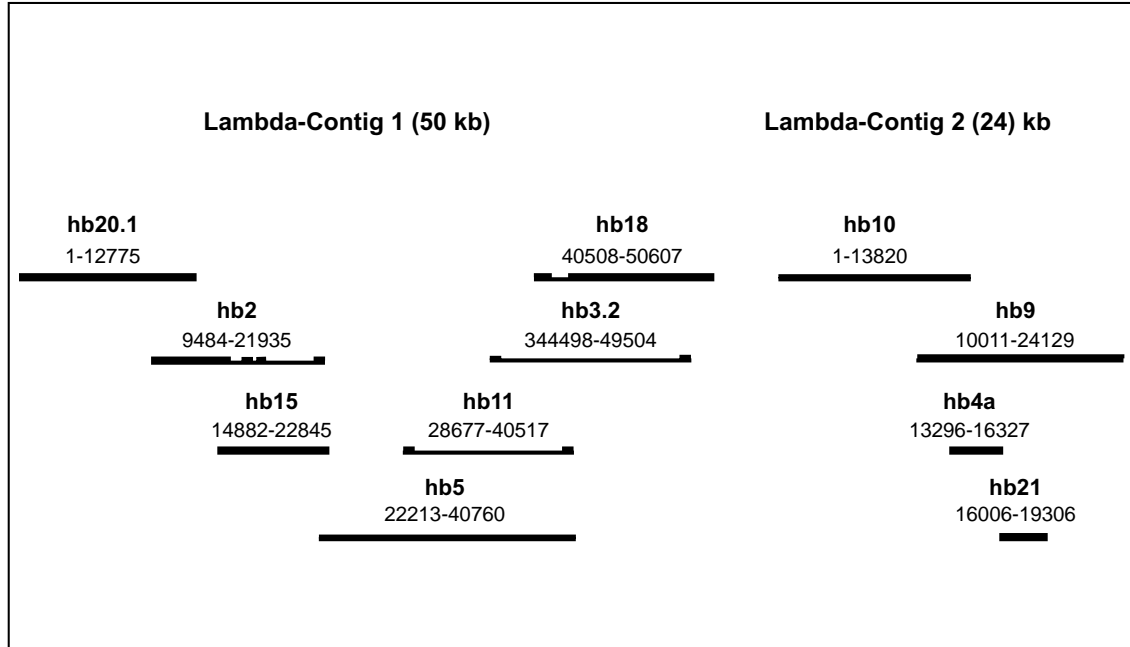 Lambda-Contig 1 (50 kb)
Lambda-Contig 2 (24) kb
hb20.1
1-12775
hb18
40508-50607
hb10
1-13820
hb2
9484-21935
hb3.2
344498-49504
hb9
10011-24129
hb15
14882-22845
hb11
28677-40517
hb4a
13296-16327
hb5
22213-40760
hb21
16006-19306